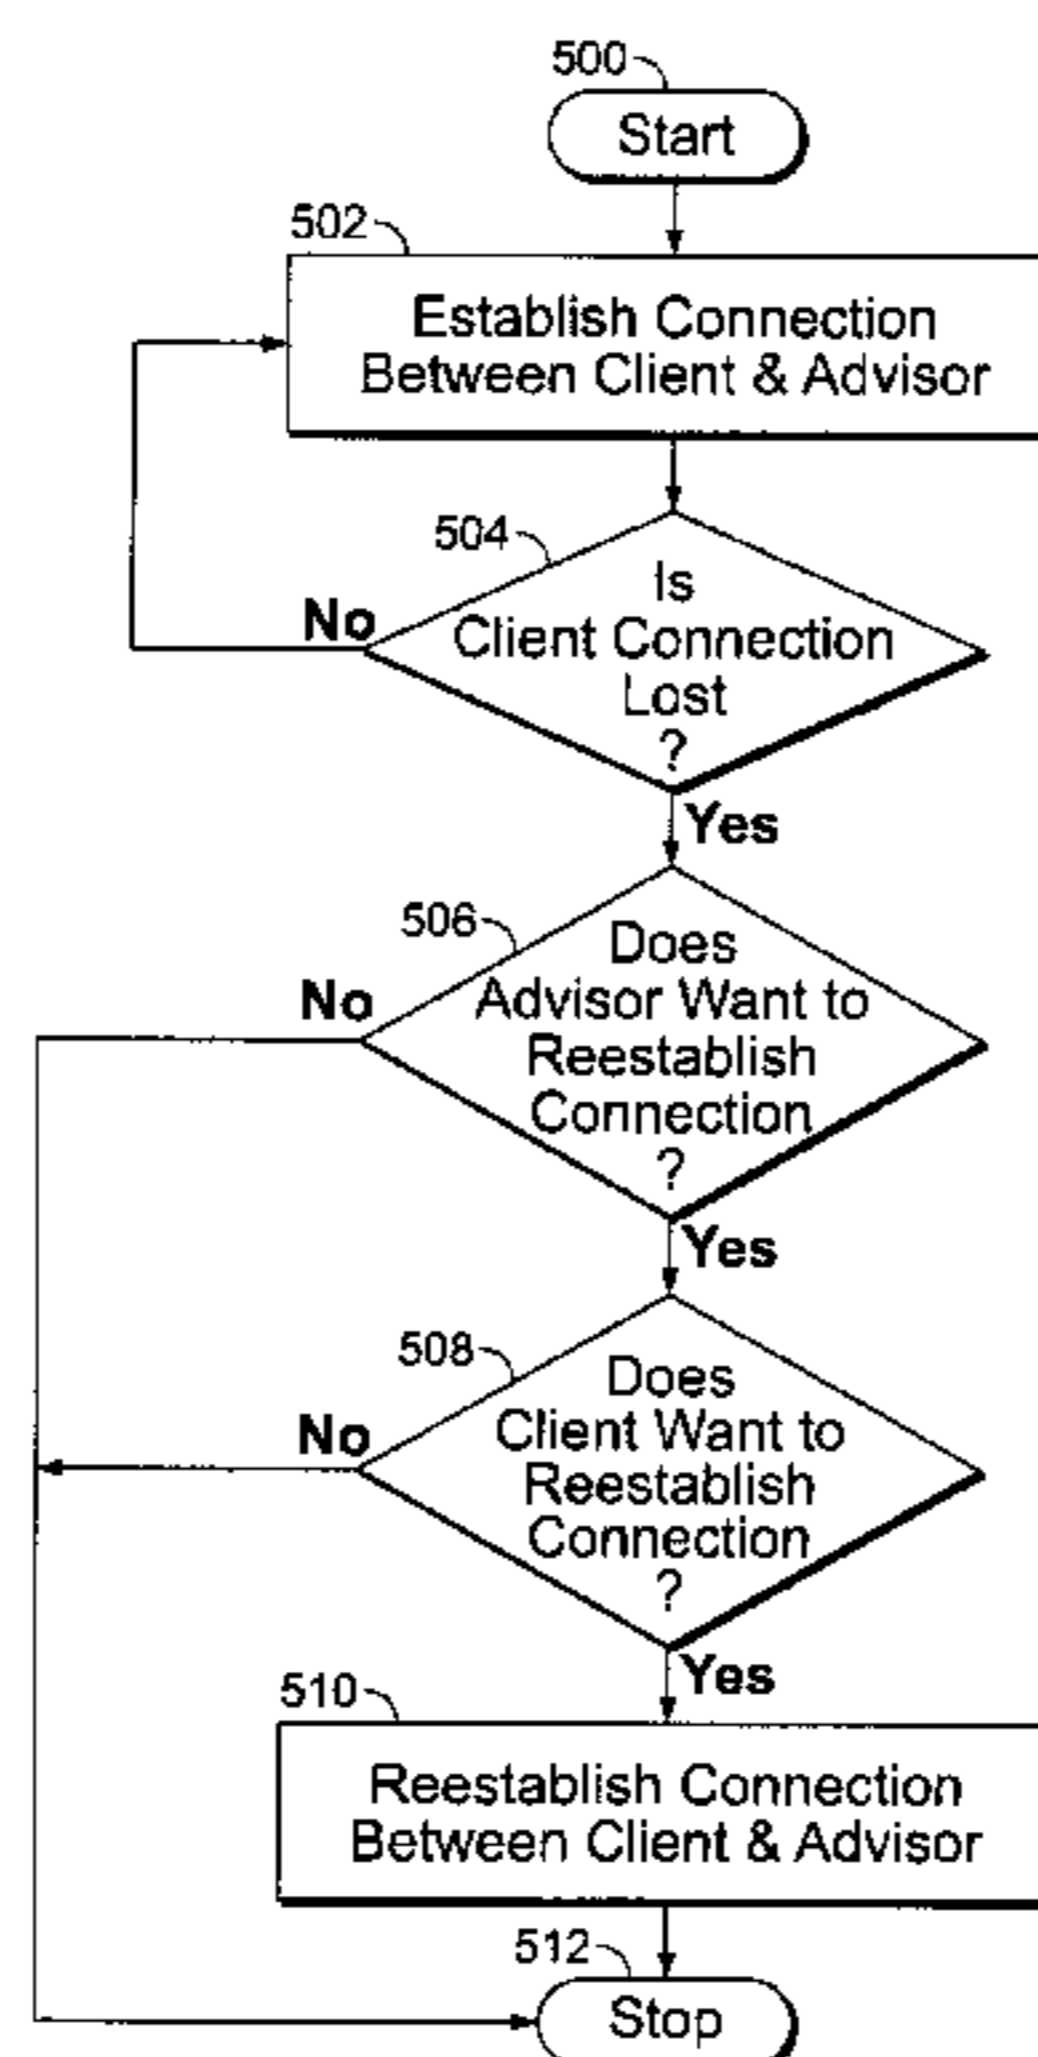 500
Start
502
Establish Connection
Between Client & Advisor
504
Is
Client Connection
Lost
?
No
Yes
506
Does
Advisor Want to
Reestablish
Connection
?
No
Yes
508
Does
Client Want to
Reestablish
Connection
?
No
Yes
510
Reestablish Connection
Between Client & Advisor
512
Stop